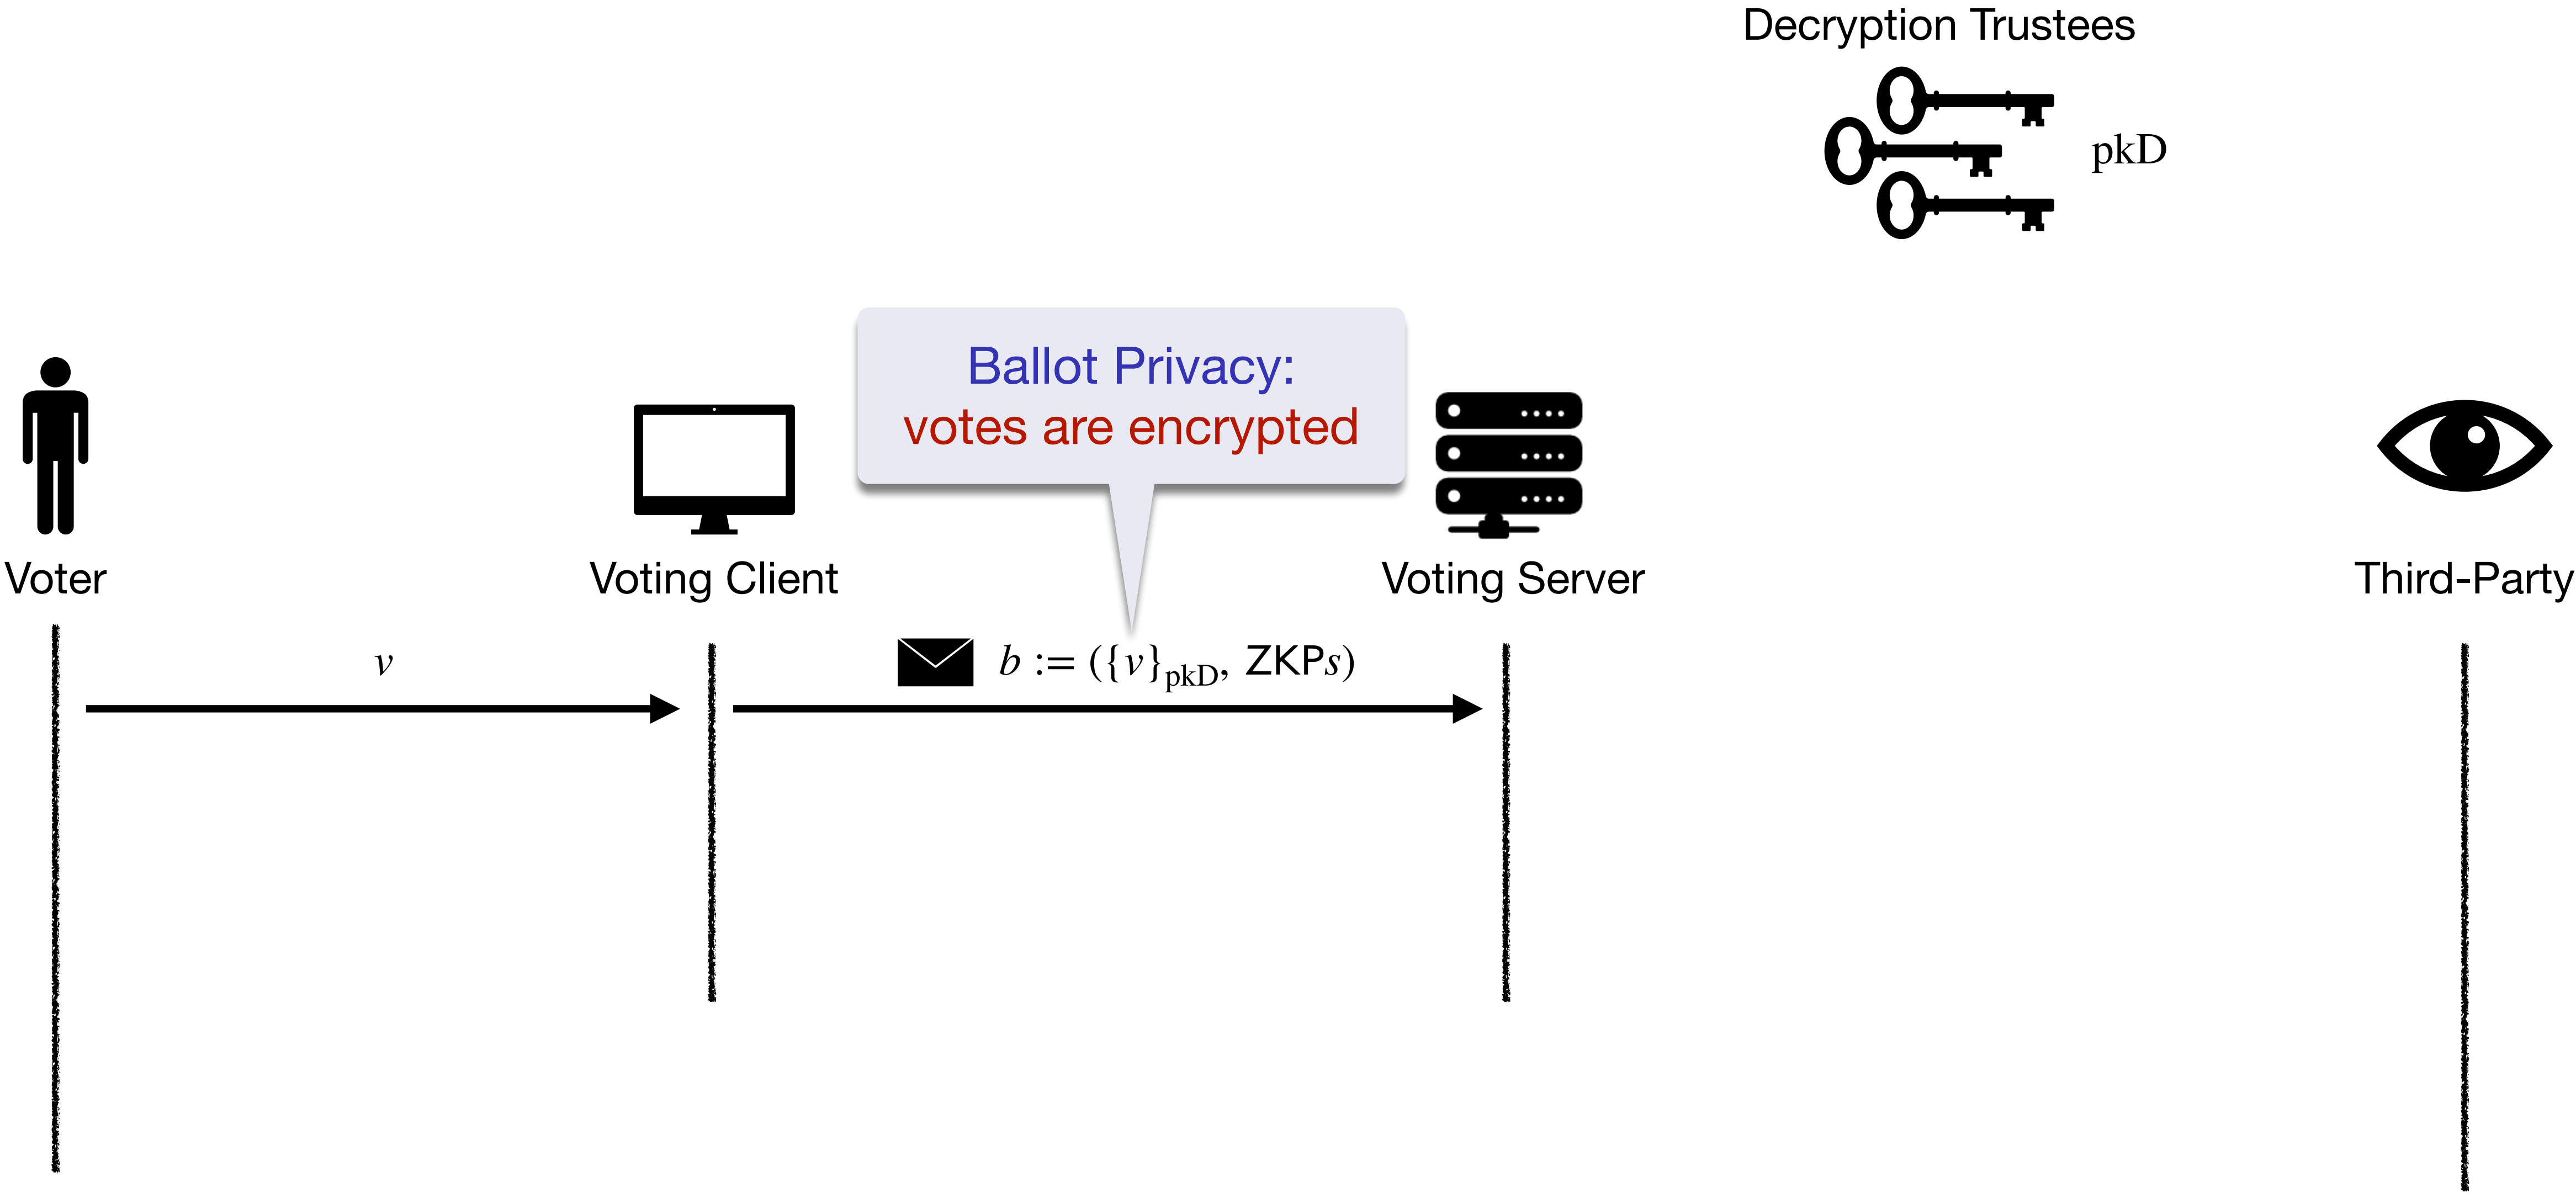 Decryption Trustees
pkD
Ballot Privacy:
votes are encrypted
Voter
Voting Client
Voting Server
Third-Party
v
b := ({v}pkD, ZKPs)